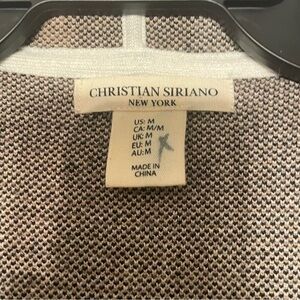 CHRISTIAN SIRIANO
NEW YORK
US: M
CA: M/M
UK: M
EU: M
AU: M
MADE IN
CHINA